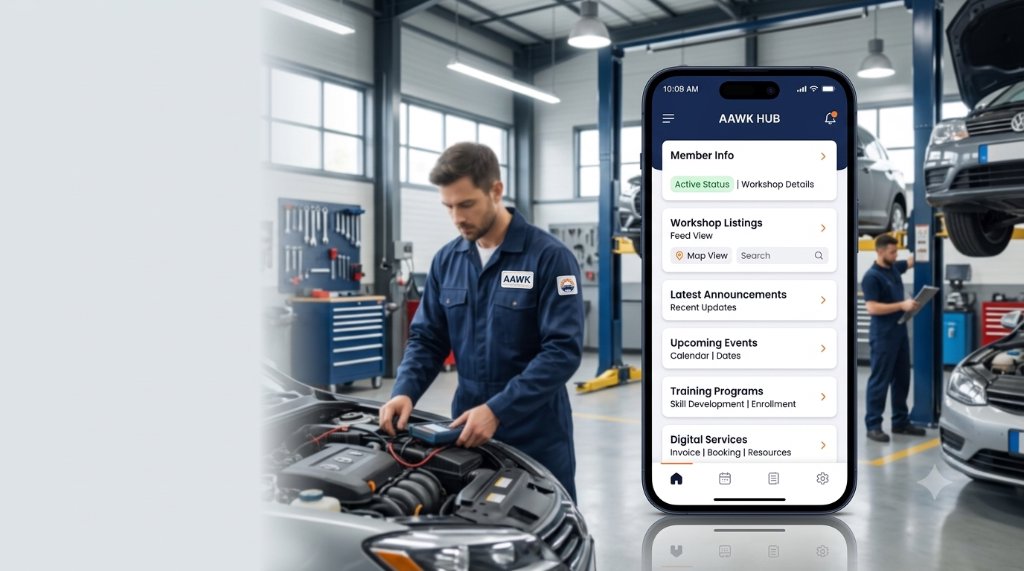 AAWK
10:09 AM
AAWK HUB
Member Info
Active Status | Workshop Details
Workshop Listings
Feed View
Map View
Search
Latest Announcements
Recent Updates
Upcoming Events
Calendar | Dates
Training Programs
Skill Development | Enrollment
Digital Services
Invoice | Booking | Resources